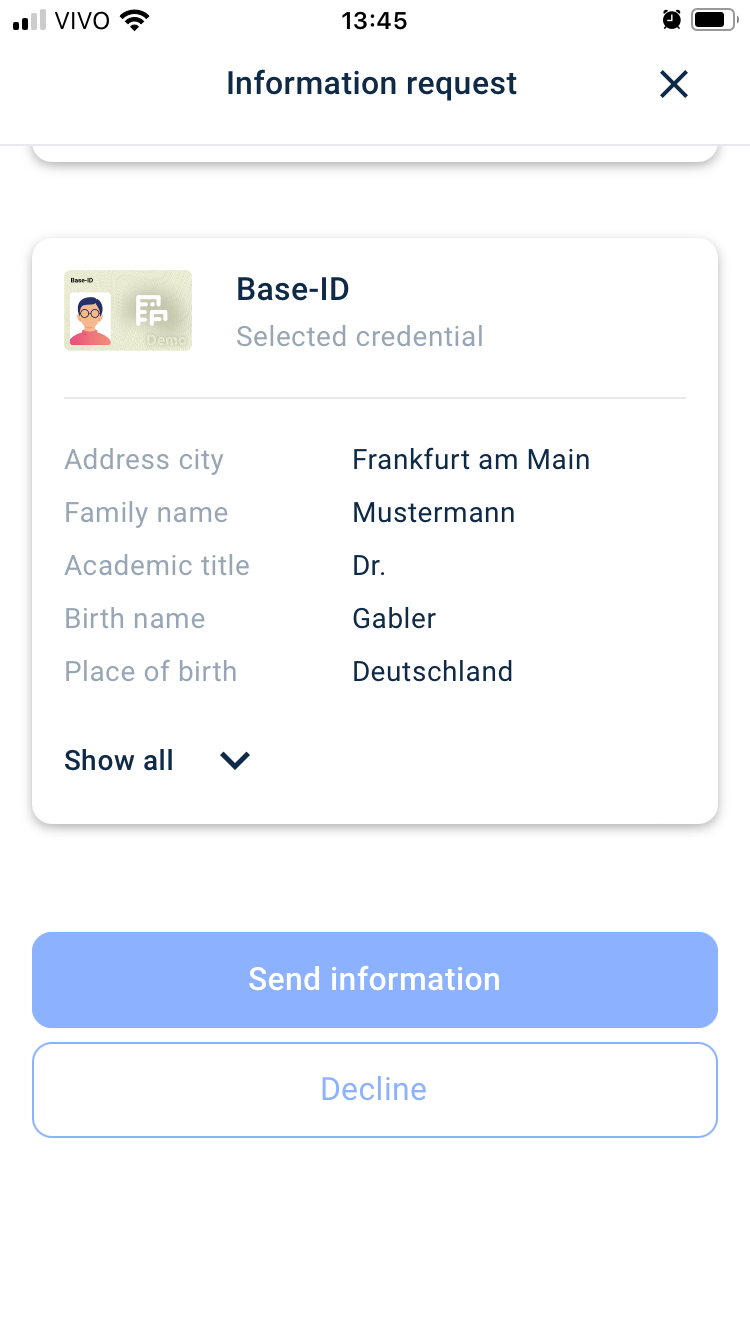 VIVO 13:45
Information request
Base-ID
Demo
Base-ID
Selected credential
Address city Frankfurt am Main
Family name Mustermann
Academic title Dr.
Birth name Gabler
Place of birth Deutschland
Show all
Send information
Decline